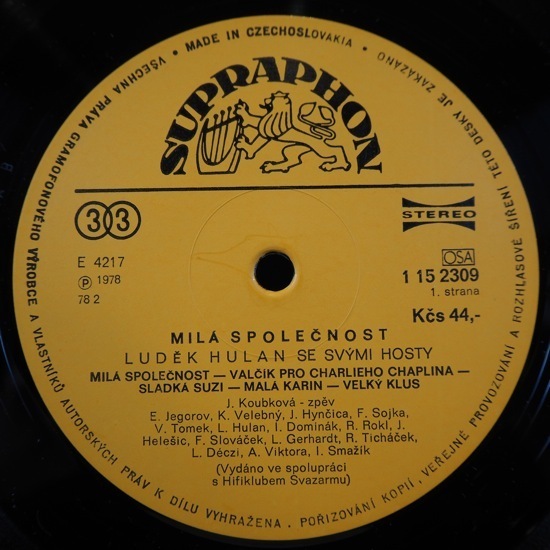 VŠECHNA PRÁVA GRAMOFONOVÉHO VÝROBCE A VLASTNÍKŮ AUTORSKÝCH PRÁV K DÍLU VYHRAŽENA. POŘIZOVÁNÍ KOPIÍ, VEŘEJNÉ PROVOZOVÁNÍ A ROZHLASOVÉ ŠÍŘENÍ TÉTO DESKY JE ZAKÁZÁNO
• MADE IN CZECHOSLOVAKIA •
SUPRAPHON
33
STEREO
E 4217
Ⓟ 1978
78 2
OSA
1 15 2309
1. strana
Kčs 44,-
MILÁ SPOLEČNOST
LUDĚK HULAN SE SVÝMI HOSTY
MILÁ SPOLEČNOST — VALČÍK PRO CHARLIEHO CHAPLINA —
SLADKÁ SUZI — MALÁ KARIN — VELKÝ KLUS
J. Koubková - zpěv
E. Jegorov, K. Velebný, J. Hynčica, F. Sojka,
V. Tomek, L. Hulan, I. Dominák, R. Rokl, J.
Helešic, F. Slováček, L. Gerhardt, R. Ticháček,
L. Déczi, A. Viktora, I. Smažík
(Vydáno ve spolupráci
s Hifiklubem Svazarmu)